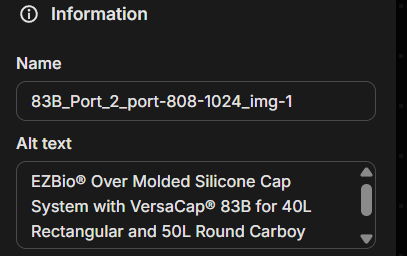 Information
Name
83B_Port_2_port-808-1024_img-1
Alt text
EZBio® Over Molded Silicone Cap
System with VersaCap® 83B for 40L
Rectangular and 50L Round Carboy